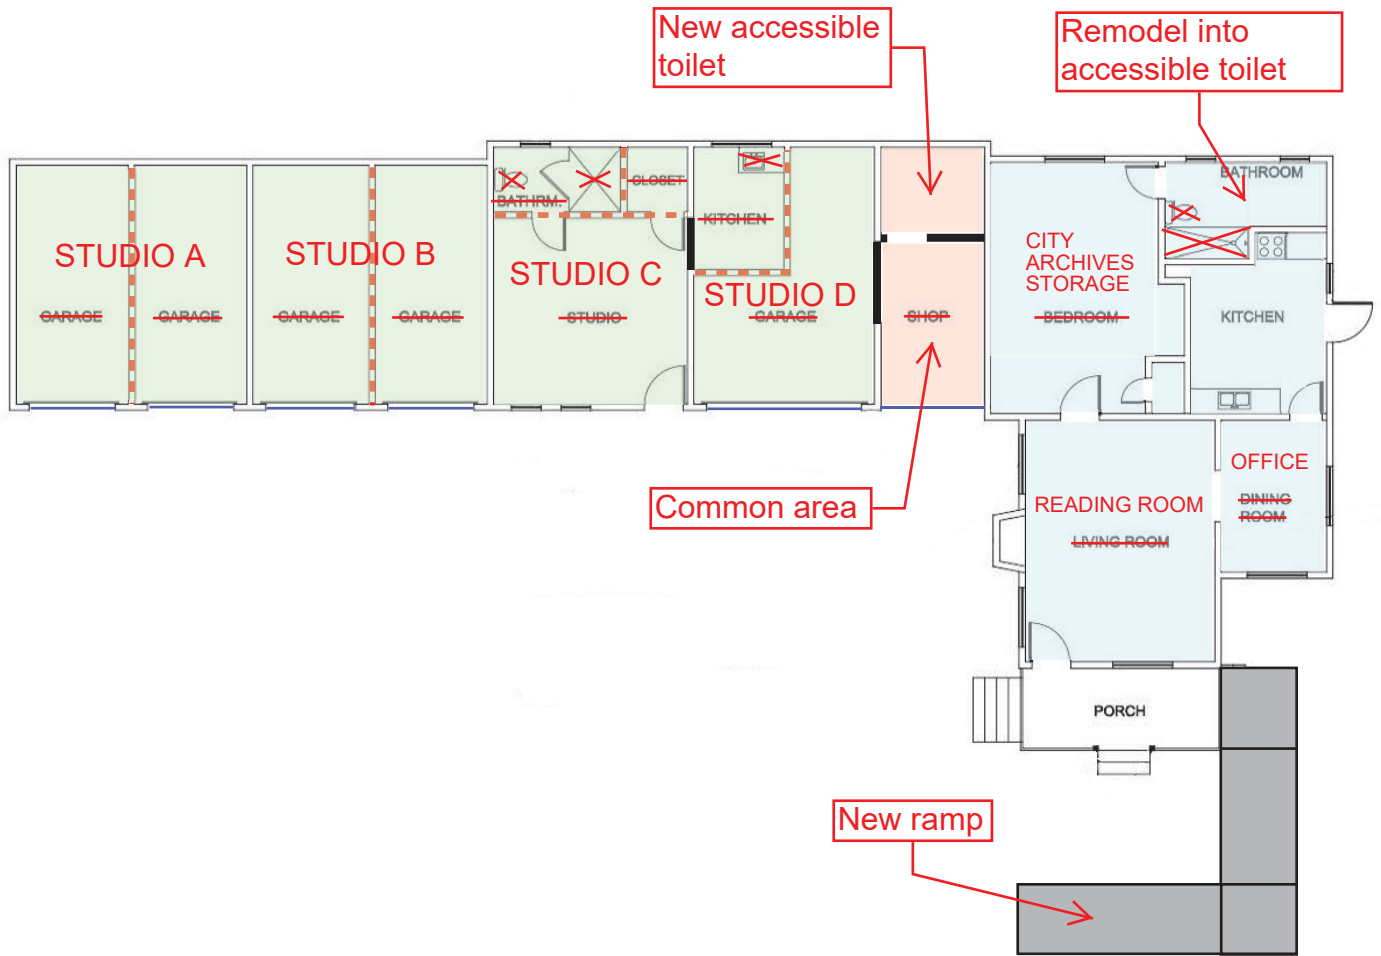 New accessible
toilet
Remodel into
accessible toilet
BATHRM.
CLOSET
KITCHEN
BATHROOM
STUDIO A
STUDIO B
STUDIO C
STUDIO D
CITY
ARCHIVES
STORAGE
GARAGE
GARAGE
GARAGE
GARAGE
STUDIO
GARAGE
SHOP
BEDROOM
KITCHEN
Common area
READING ROOM
LIVING ROOM
OFFICE
DINING
ROOM
PORCH
New ramp